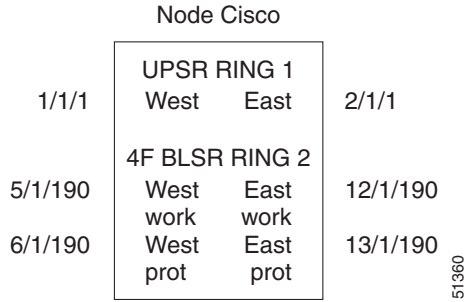 Node Cisco
UPSR RING 1
1/1/1 West East 2/1/1
4F BLSR RING 2
5/1/190 West East 12/1/190
work work
6/1/190 West East 13/1/190
prot prot
51360